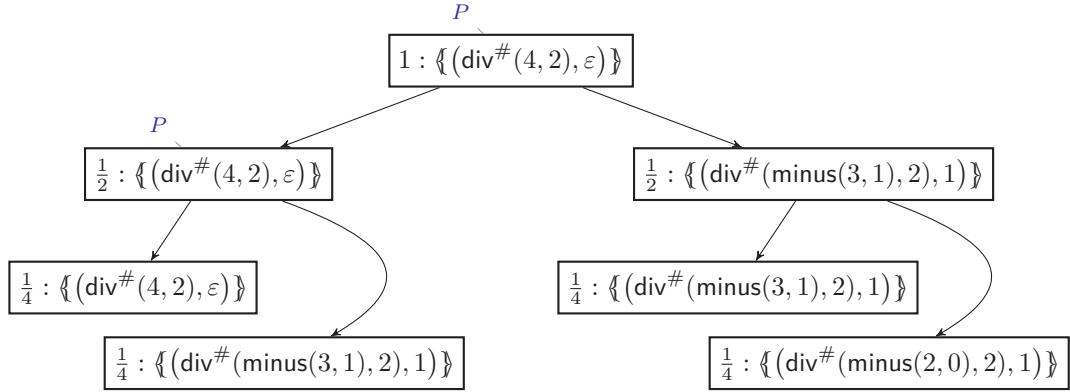 P
1 : {{(div#(4, 2), ε)}}
P
1/2 : {{(div#(4, 2), ε)}}
1/2 : {{(div#(minus(3, 1), 2), 1)}}
1/4 : {{(div#(4, 2), ε)}}
1/4 : {{(div#(minus(3, 1), 2), 1)}}
1/4 : {{(div#(minus(3, 1), 2), 1)}}
1/4 : {{(div#(minus(2, 0), 2), 1)}}